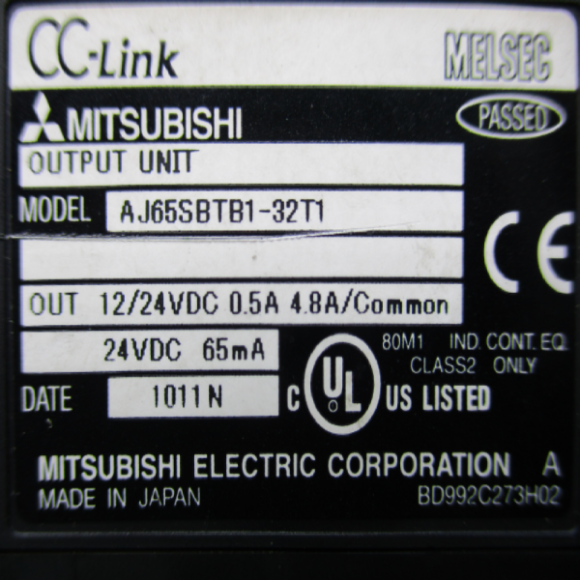 CC-Link MELSEC
MITSUBISHI PASSED
OUTPUT UNIT
MODEL AJ65SBTB1-32T1
CE
OUT 12/24VDC 0.5A 4.8A/Common
24VDC 65mA
80M1 IND. CONT. EQ
CLASS2 ONLY
DATE 1011N
C UL US LISTED
MITSUBISHI ELECTRIC CORPORATION A
MADE IN JAPAN BD992C273H02